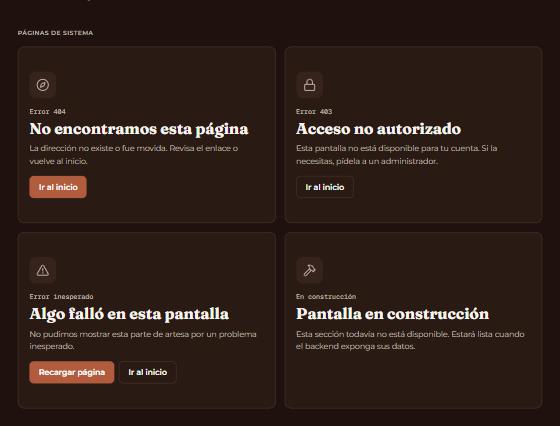 PÁGINAS DE SISTEMA
Error 404
No encontramos esta página
La dirección no existe o fue movida. Revisa el enlace o
vuelve al inicio.
Ir al inicio
Error 403
Acceso no autorizado
Esta pantalla no está disponible para tu cuenta. Si la
necesitas, pídela a un administrador.
Ir al inicio
Error inesperado
Algo falló en esta pantalla
No pudimos mostrar esta parte de artesa por un problema
inesperado.
Recargar página
Ir al inicio
En construcción
Pantalla en construcción
Esta sección todavía no está disponible. Estará lista cuando
el backend exponga sus datos.